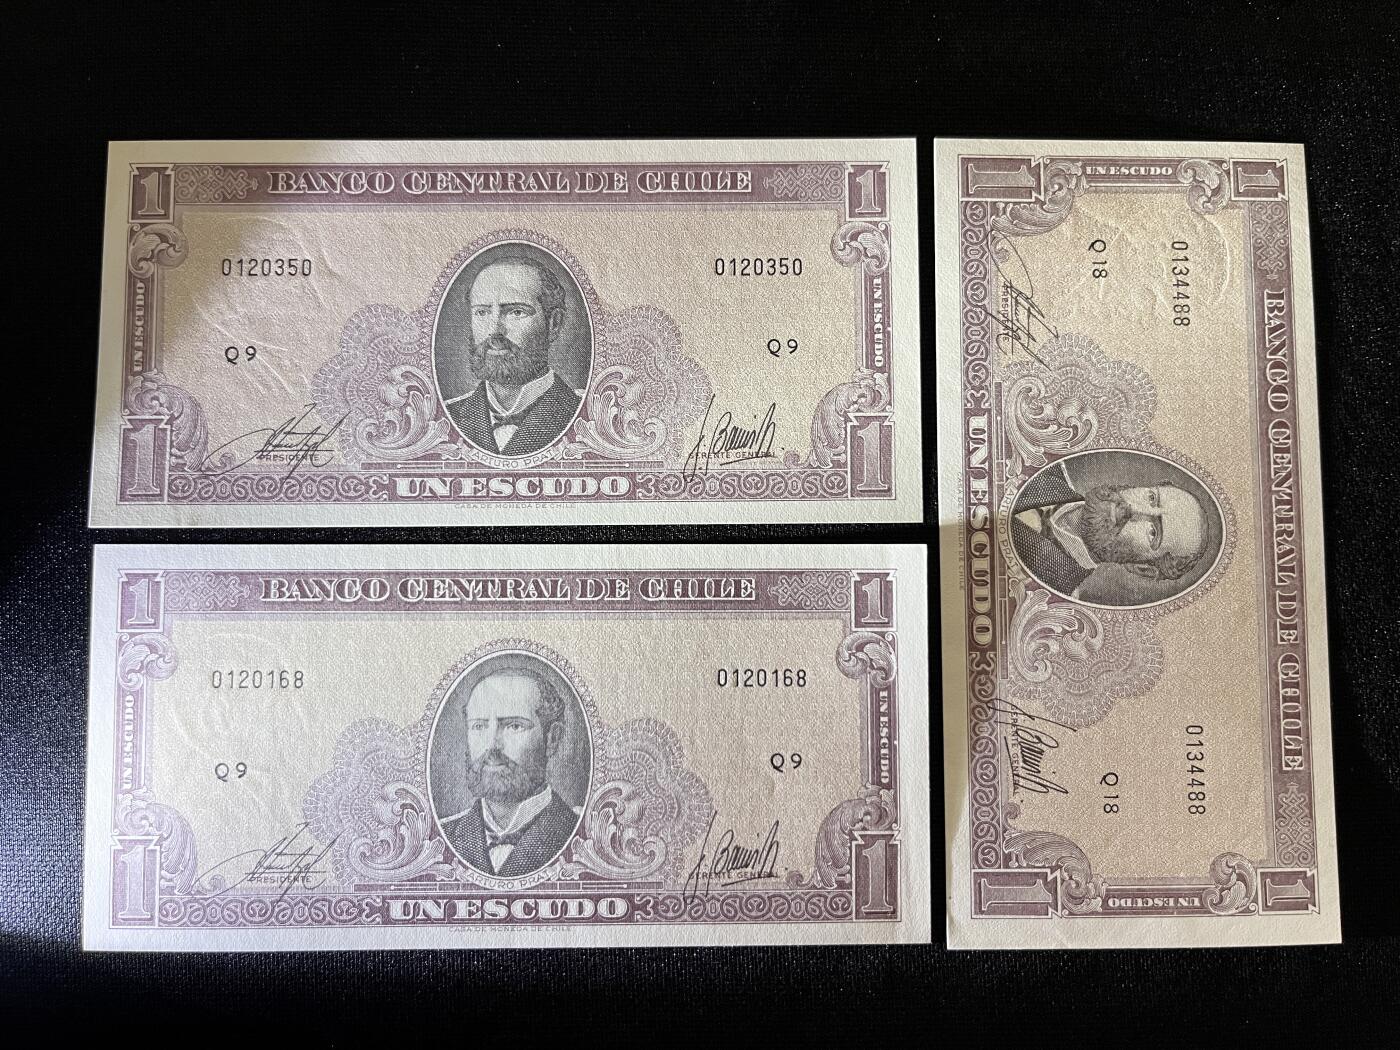 1 BANCO CENTRAL DE CHILE 1
0120350 0120350
UN ESCUDO UN ESCUDO
Q9 Q9
PRESIDENTE
ARTURO PRAT
GERENTE GENERAL
1 UN ESCUDO 1
CASA DE MONEDA DE CHILE
1 BANCO CENTRAL DE CHILE 1
0120168 0120168
UN ESCUDO UN ESCUDO
Q9 Q9
PRESIDENTE
ARTURO PRAT
GERENTE GENERAL
1 UN ESCUDO 1
CASA DE MONEDA DE CHILE
1 BANCO CENTRAL DE CHILE 1
0134488 0134488
UN ESCUDO UN ESCUDO
Q18 Q18
PRESIDENTE
ARTURO PRAT
GERENTE GENERAL
1 UN ESCUDO 1
CASA DE MONEDA DE CHILE